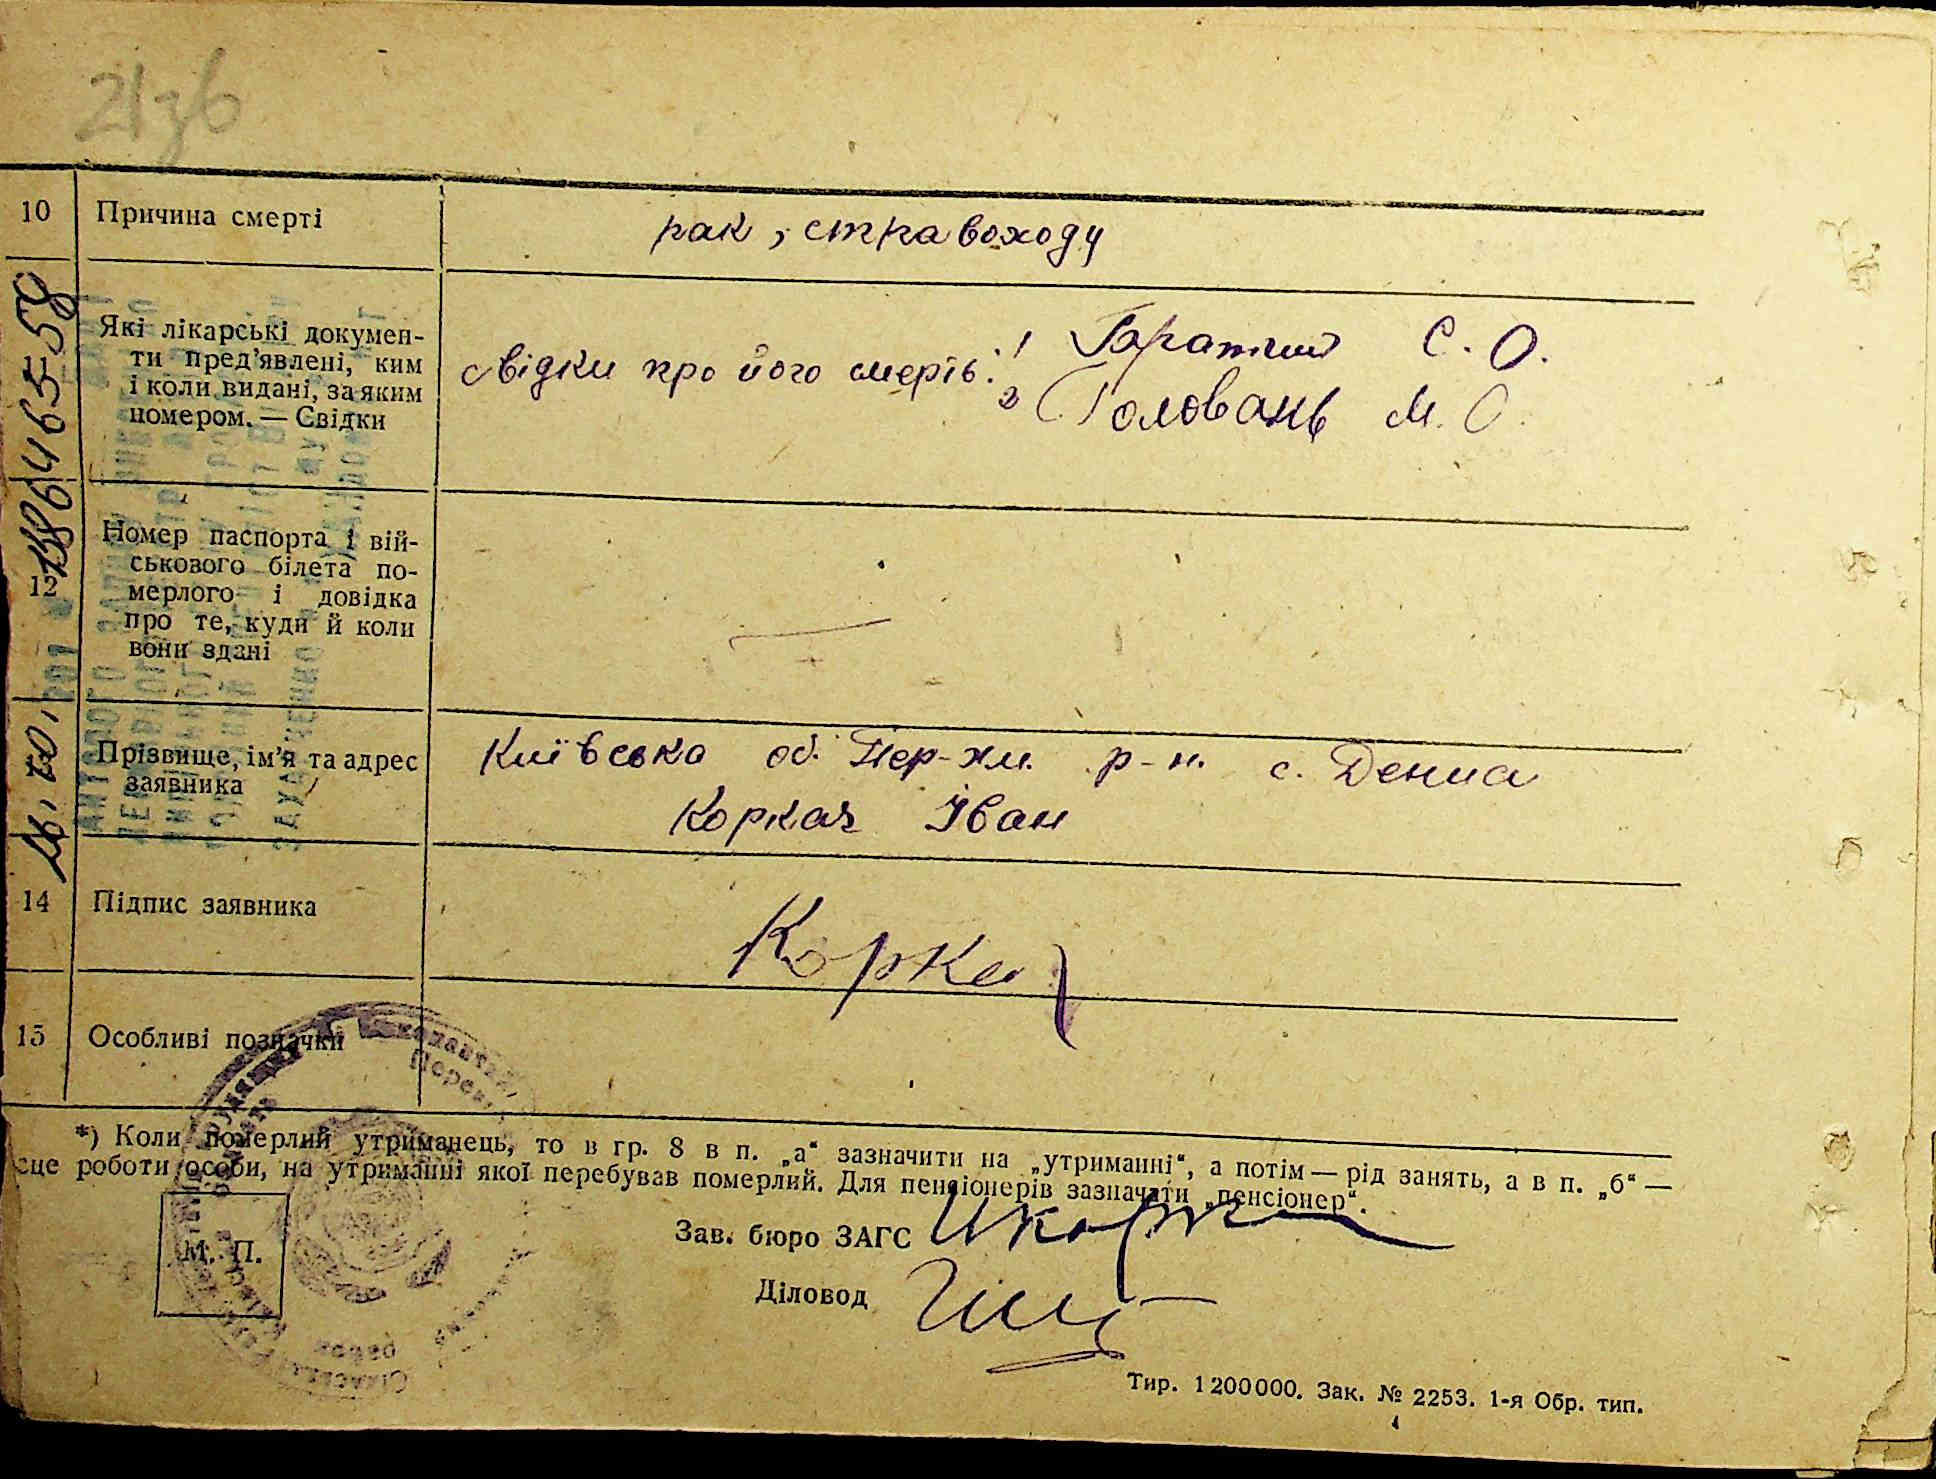 21зб
10 Причина смерті рак, стравоходу
Які лікарські докумен-
ти пред'явлені, ким
і коли видані, за яким
номером. — Свідки
свідки про його смерть: 1 С. О.
2 Головань М. О.
12 Номер паспорта і вій-
ськового білета по-
мерлого і довідка
про те, куди й коли
вони здані
—
Прізвище, ім'я та адрес
заявника
Київська об. Пер-хм. р-н. с. Дениси
Коркач Іван
14 Підпис заявника Коркач
15 Особливі позначки
*) Коли померлий утриманець, то в гр. 8 в п. „а“ зазначити на „утриманні“, а потім — рід занять, а в п. „б“ —
сце роботи особи, на утриманні якої перебував померлий. Для пенсіонерів зазначати „пенсіонер“.
М. П.
Зав. бюро ЗАГС
Діловод
Тир. 1200000. Зак. № 2253. 1-я Обр. тип.